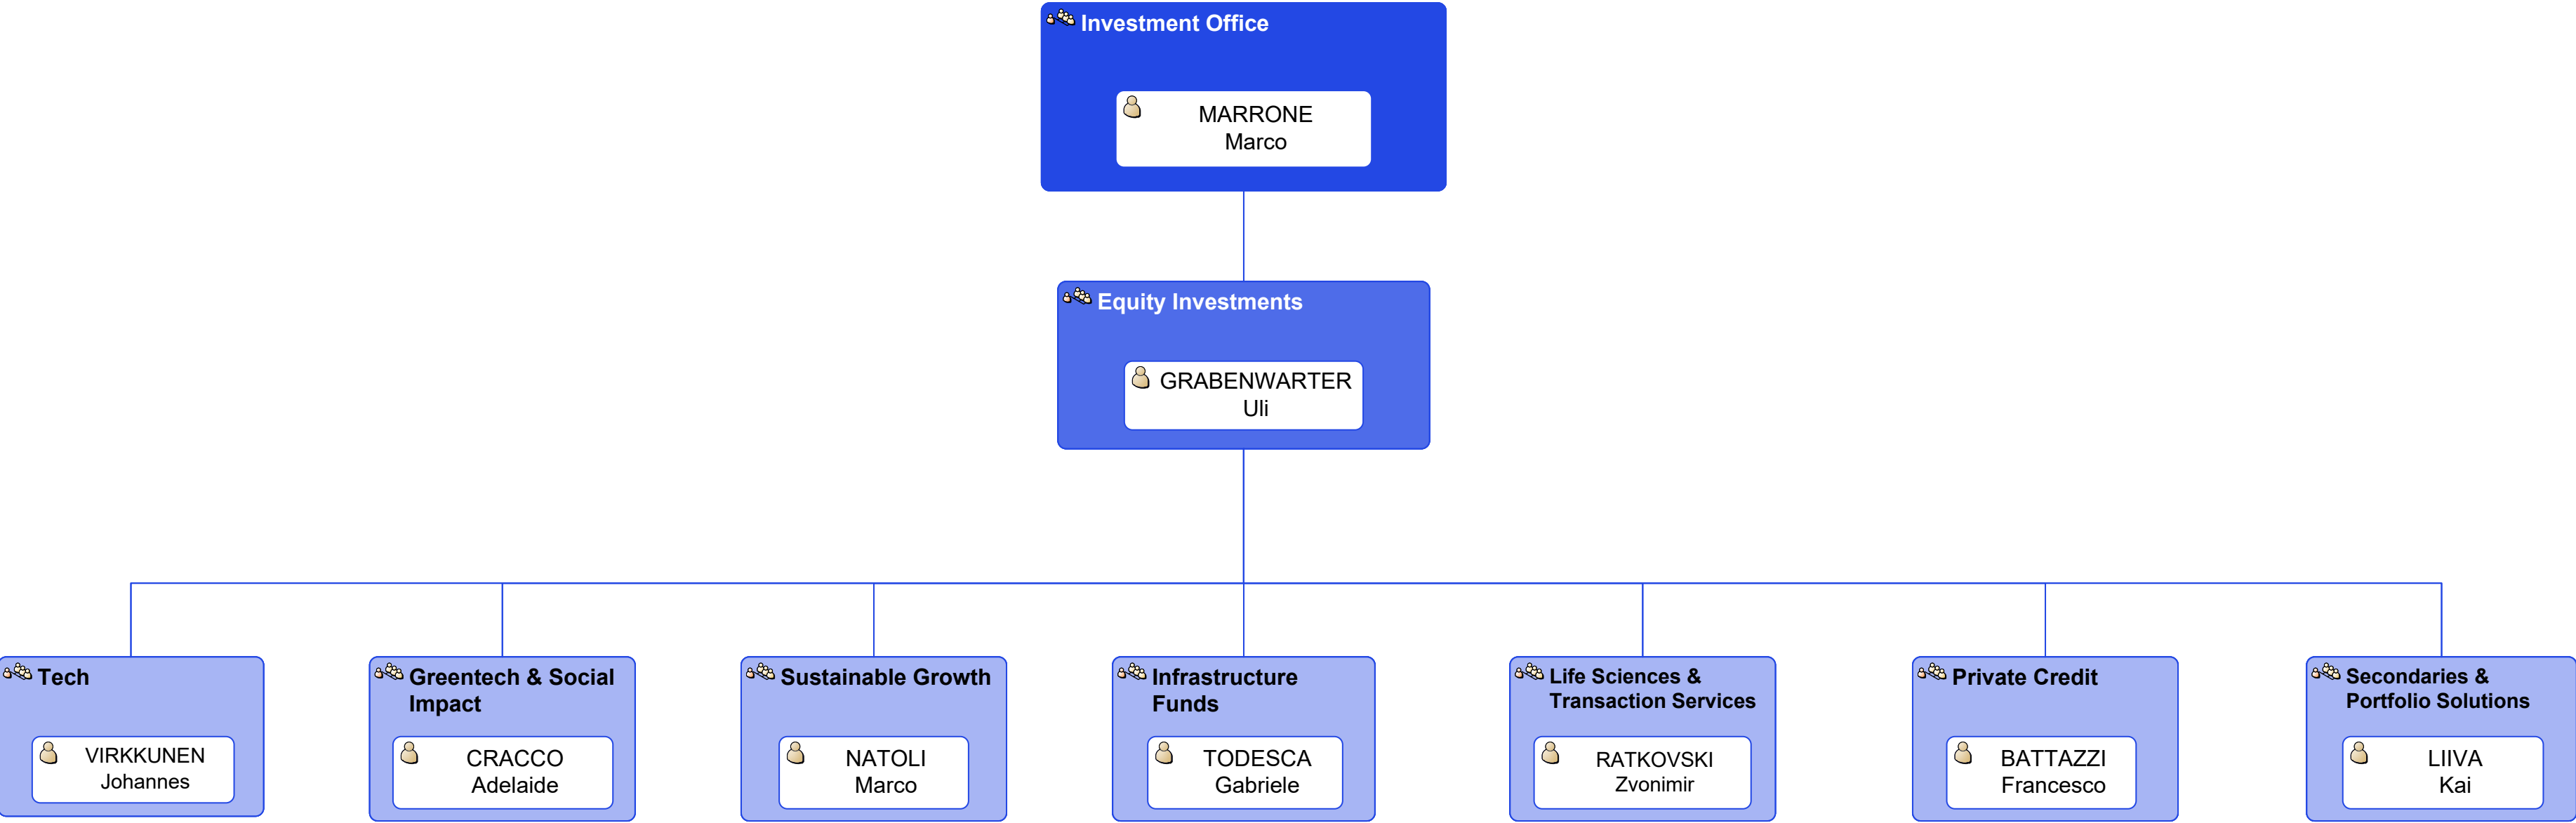 Investment Office
MARRONE
Marco
Equity Investments
GRABENWARTER
Uli
Tech
VIRKKUNEN
Johannes
Greentech & Social
Impact
CRACCO
Adelaide
Sustainable Growth
NATOLI
Marco
Infrastructure
Funds
TODESCA
Gabriele
Life Sciences &
Transaction Services
RATKOVSKI
Zvonimir
Private Credit
BATTAZZI
Francesco
Secondaries &
Portfolio Solutions
LIIVA
Kai